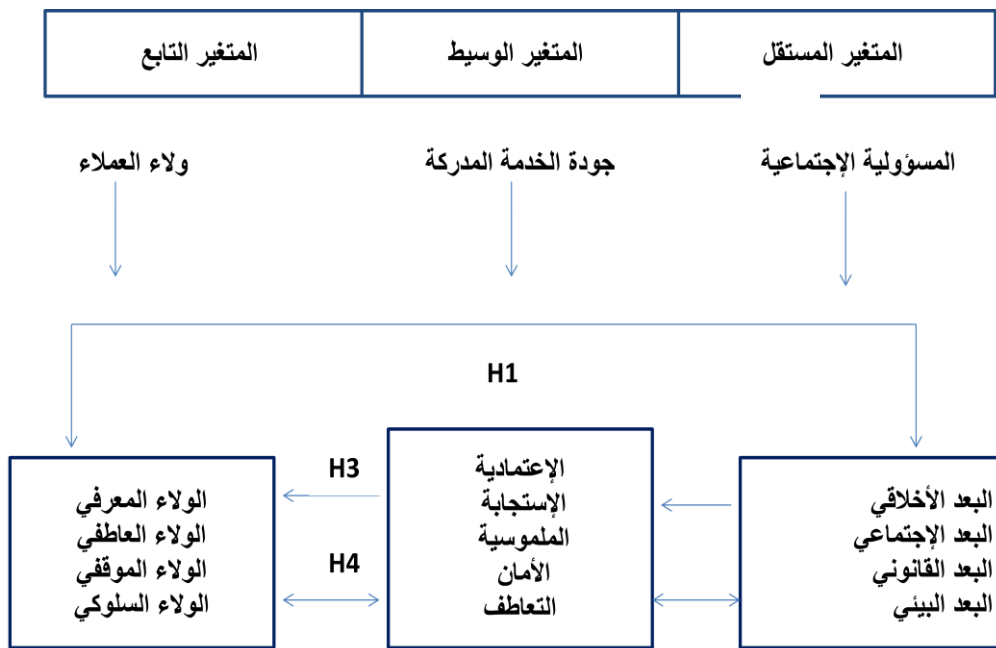 المتغير المستقل
المتغير الوسيط
المتغير التابع
المسؤولية الإجتماعية
جودة الخدمة المدركة
ولاء العملاء
H1
البعد الأخلاقي
البعد الإجتماعي
البعد القانوني
البعد البيئي
الإعتمادية
الإستجابة
الملموسية
الأمان
التعاطف
H3
H4
الولاء المعرفي
الولاء العاطفي
الولاء الموقفي
الولاء السلوكي